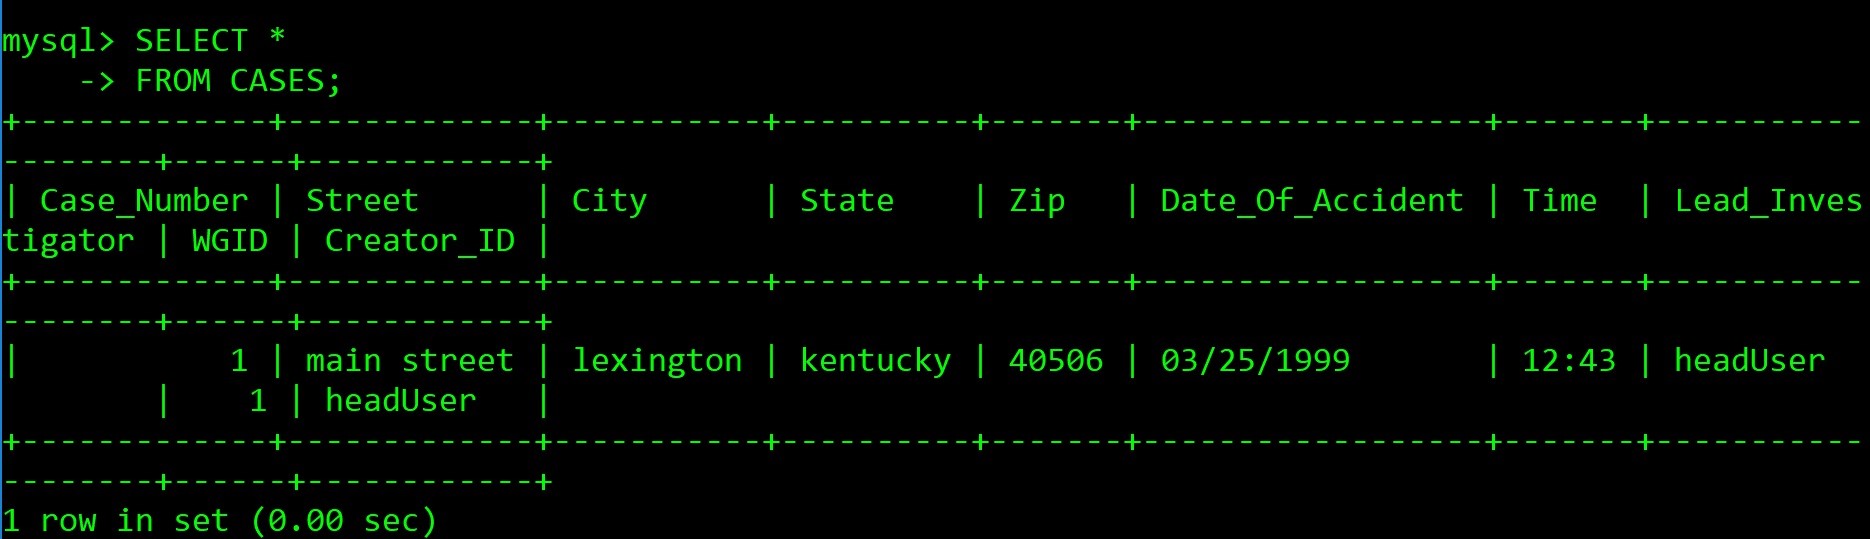 mysql> SELECT *
    -> FROM CASES;
+-------------+-------------+-----------+----------+-------+------------------+-------+-----------
--------+------+------------+
| Case_Number | Street      | City      | State    | Zip   | Date_Of_Accident | Time  | Lead_Inves
tigator | WGID | Creator_ID |
+-------------+-------------+-----------+----------+-------+------------------+-------+-----------
--------+------+------------+
|           1 | main street | lexington | kentucky | 40506 | 03/25/1999       | 12:43 | headUser
        |    1 | headUser   |
+-------------+-------------+-----------+----------+-------+------------------+-------+-----------
--------+------+------------+
1 row in set (0.00 sec)